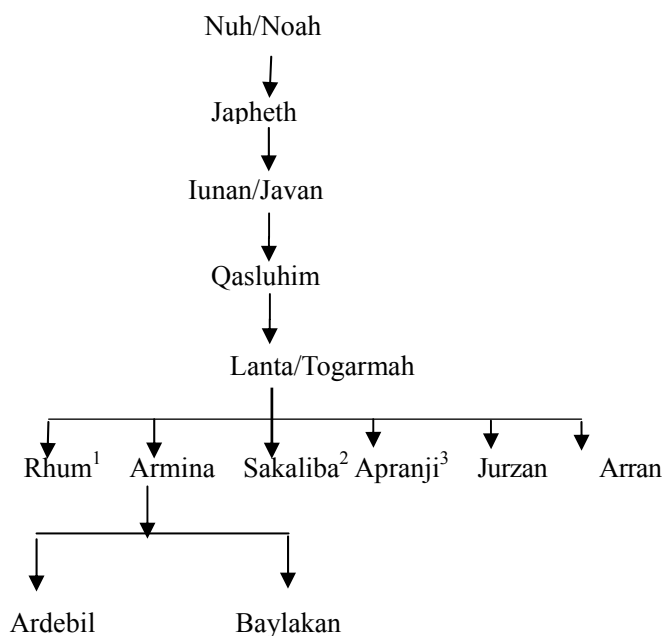 Nuh/Noah
Japheth
Iunan/Javan
Qasluhim
Lanta/Togarmah
Rhum¹ Armina Sakaliba² Apranji³ Jurzan Arran
Ardebil Baylakan